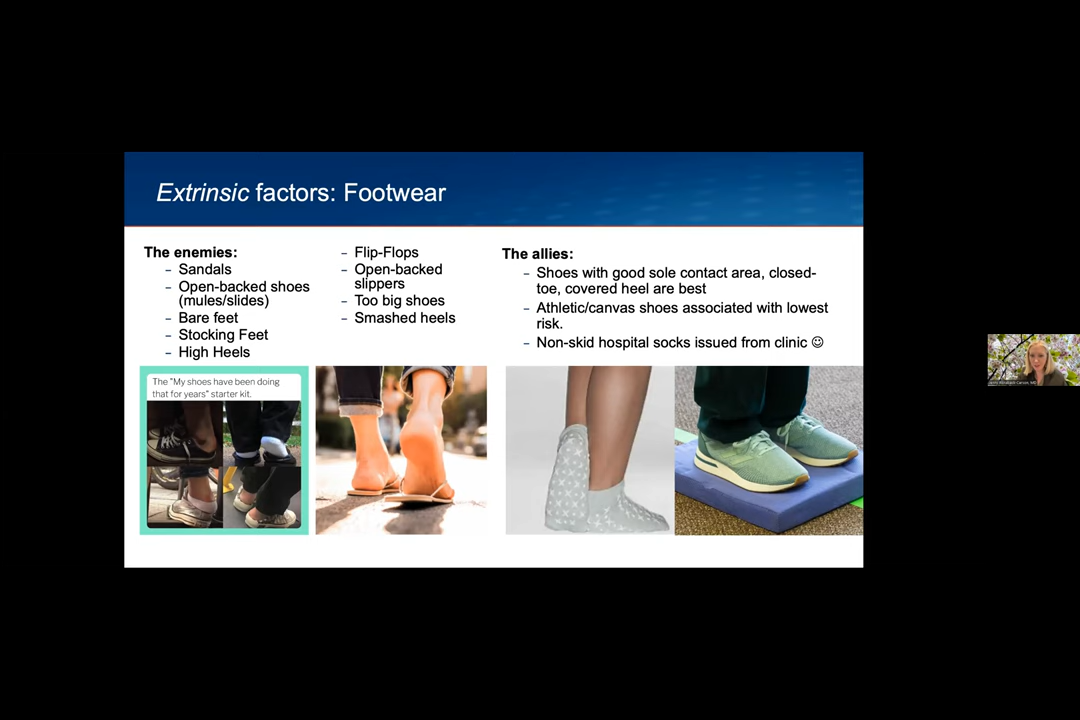 Extrinsic factors: Footwear
The enemies:
– Sandals
– Open-backed shoes
(mules/slides)
– Bare feet
– Stocking Feet
– High Heels
– Flip-Flops
– Open-backed
slippers
– Too big shoes
– Smashed heels
The allies:
– Shoes with good sole contact area, closed-
toe, covered heel are best
– Athletic/canvas shoes associated with lowest
risk.
– Non-skid hospital socks issued from clinic ☺
The "My shoes have been doing
that for years" starter kit.